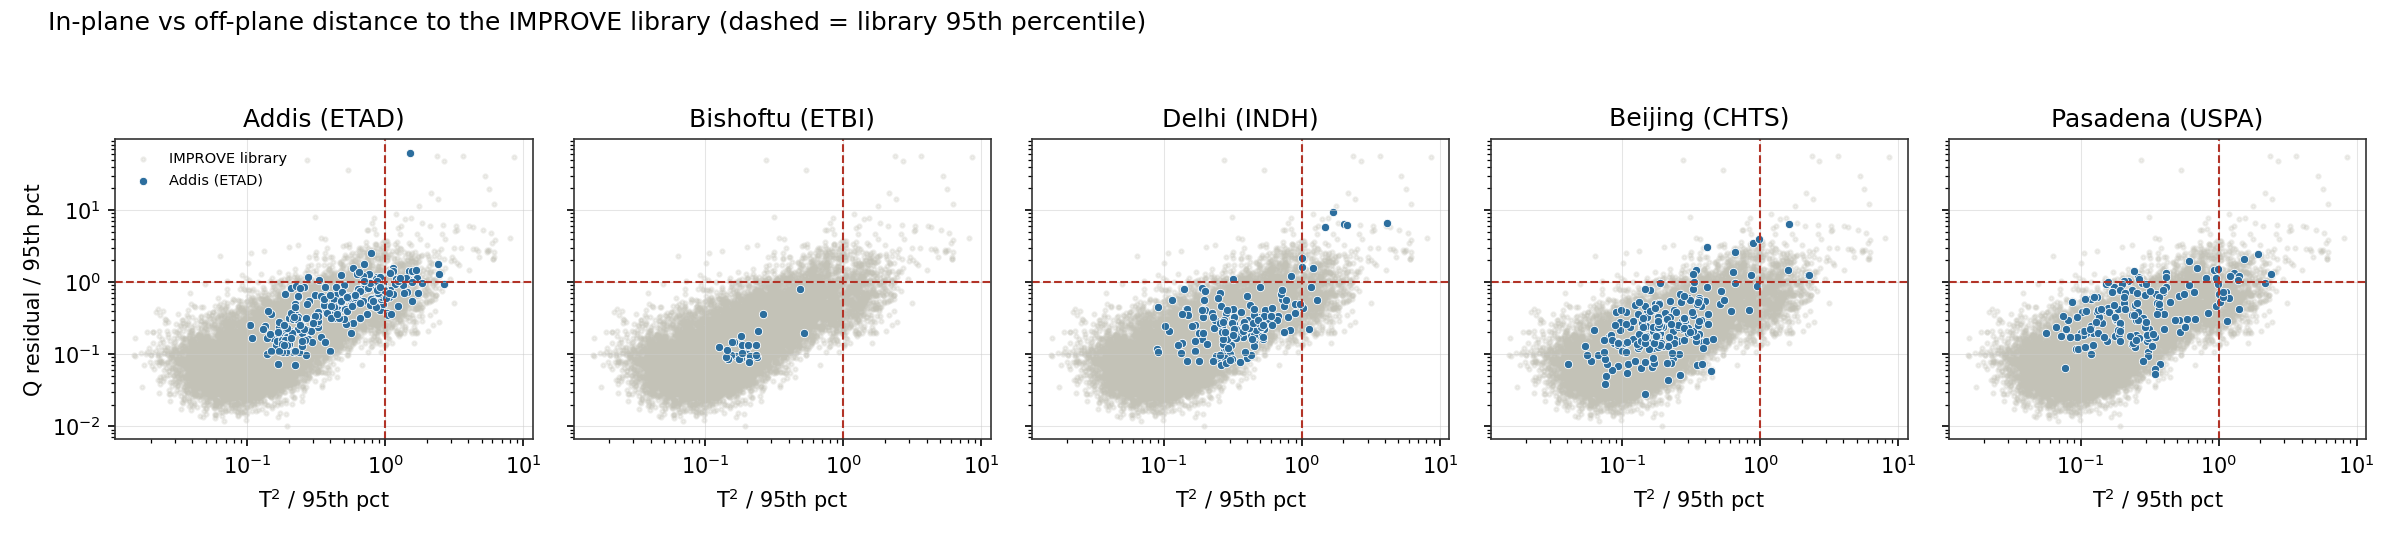 In-plane vs off-plane distance to the IMPROVE library (dashed = library 95th percentile)
Addis (ETAD)
Bishoftu (ETBI)
Delhi (INDH)
Beijing (CHTS)
Pasadena (USPA)
IMPROVE library
Addis (ETAD)
Q residual / 95th pct
10¹
10⁰
10⁻¹
10⁻²
10⁻¹ 10⁰ 10¹
10⁻¹ 10⁰ 10¹
10⁻¹ 10⁰ 10¹
10⁻¹ 10⁰ 10¹
10⁻¹ 10⁰ 10¹
T² / 95th pct
T² / 95th pct
T² / 95th pct
T² / 95th pct
T² / 95th pct